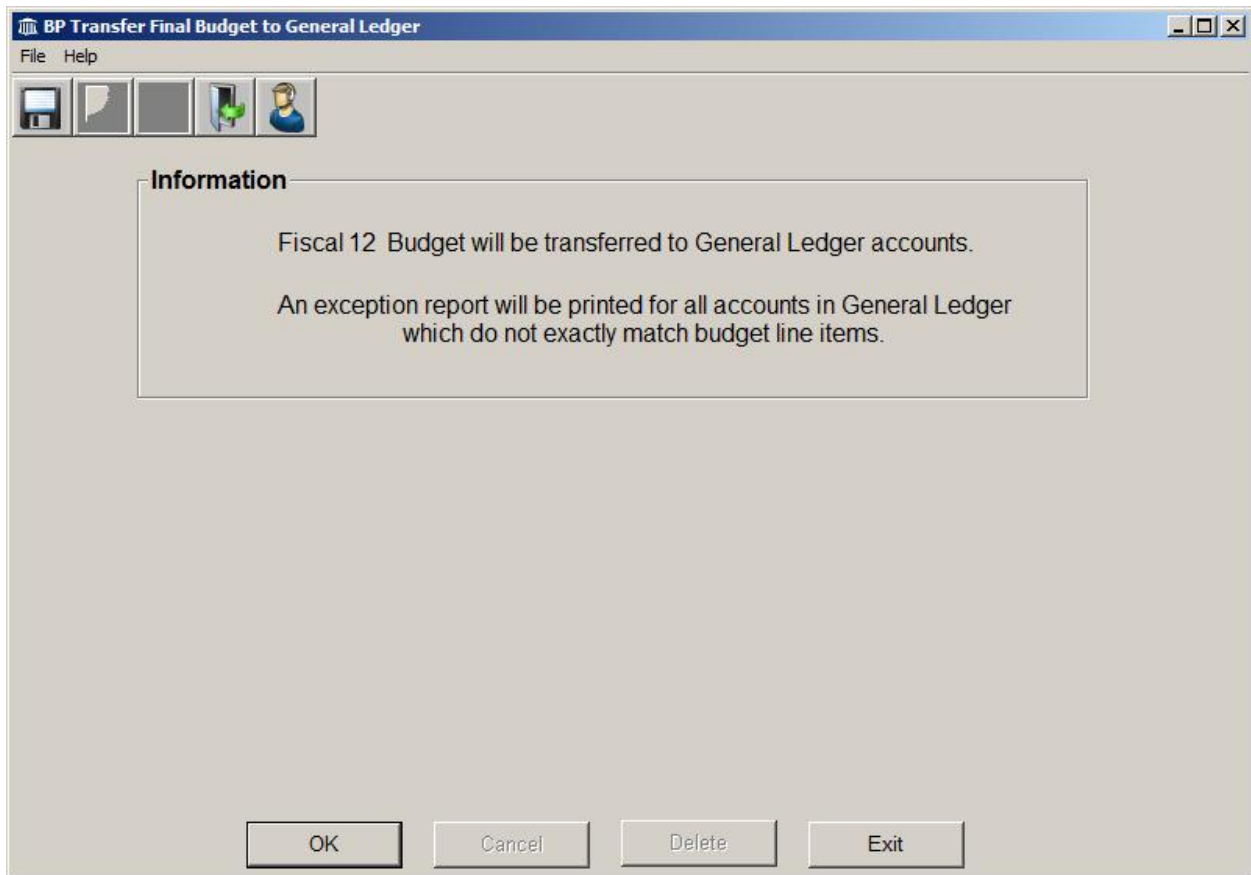 BP Transfer Final Budget to General Ledger
File Help
Information
Fiscal 12 Budget will be transferred to General Ledger accounts.
An exception report will be printed for all accounts in General Ledger
which do not exactly match budget line items.
OK Cancel Delete Exit